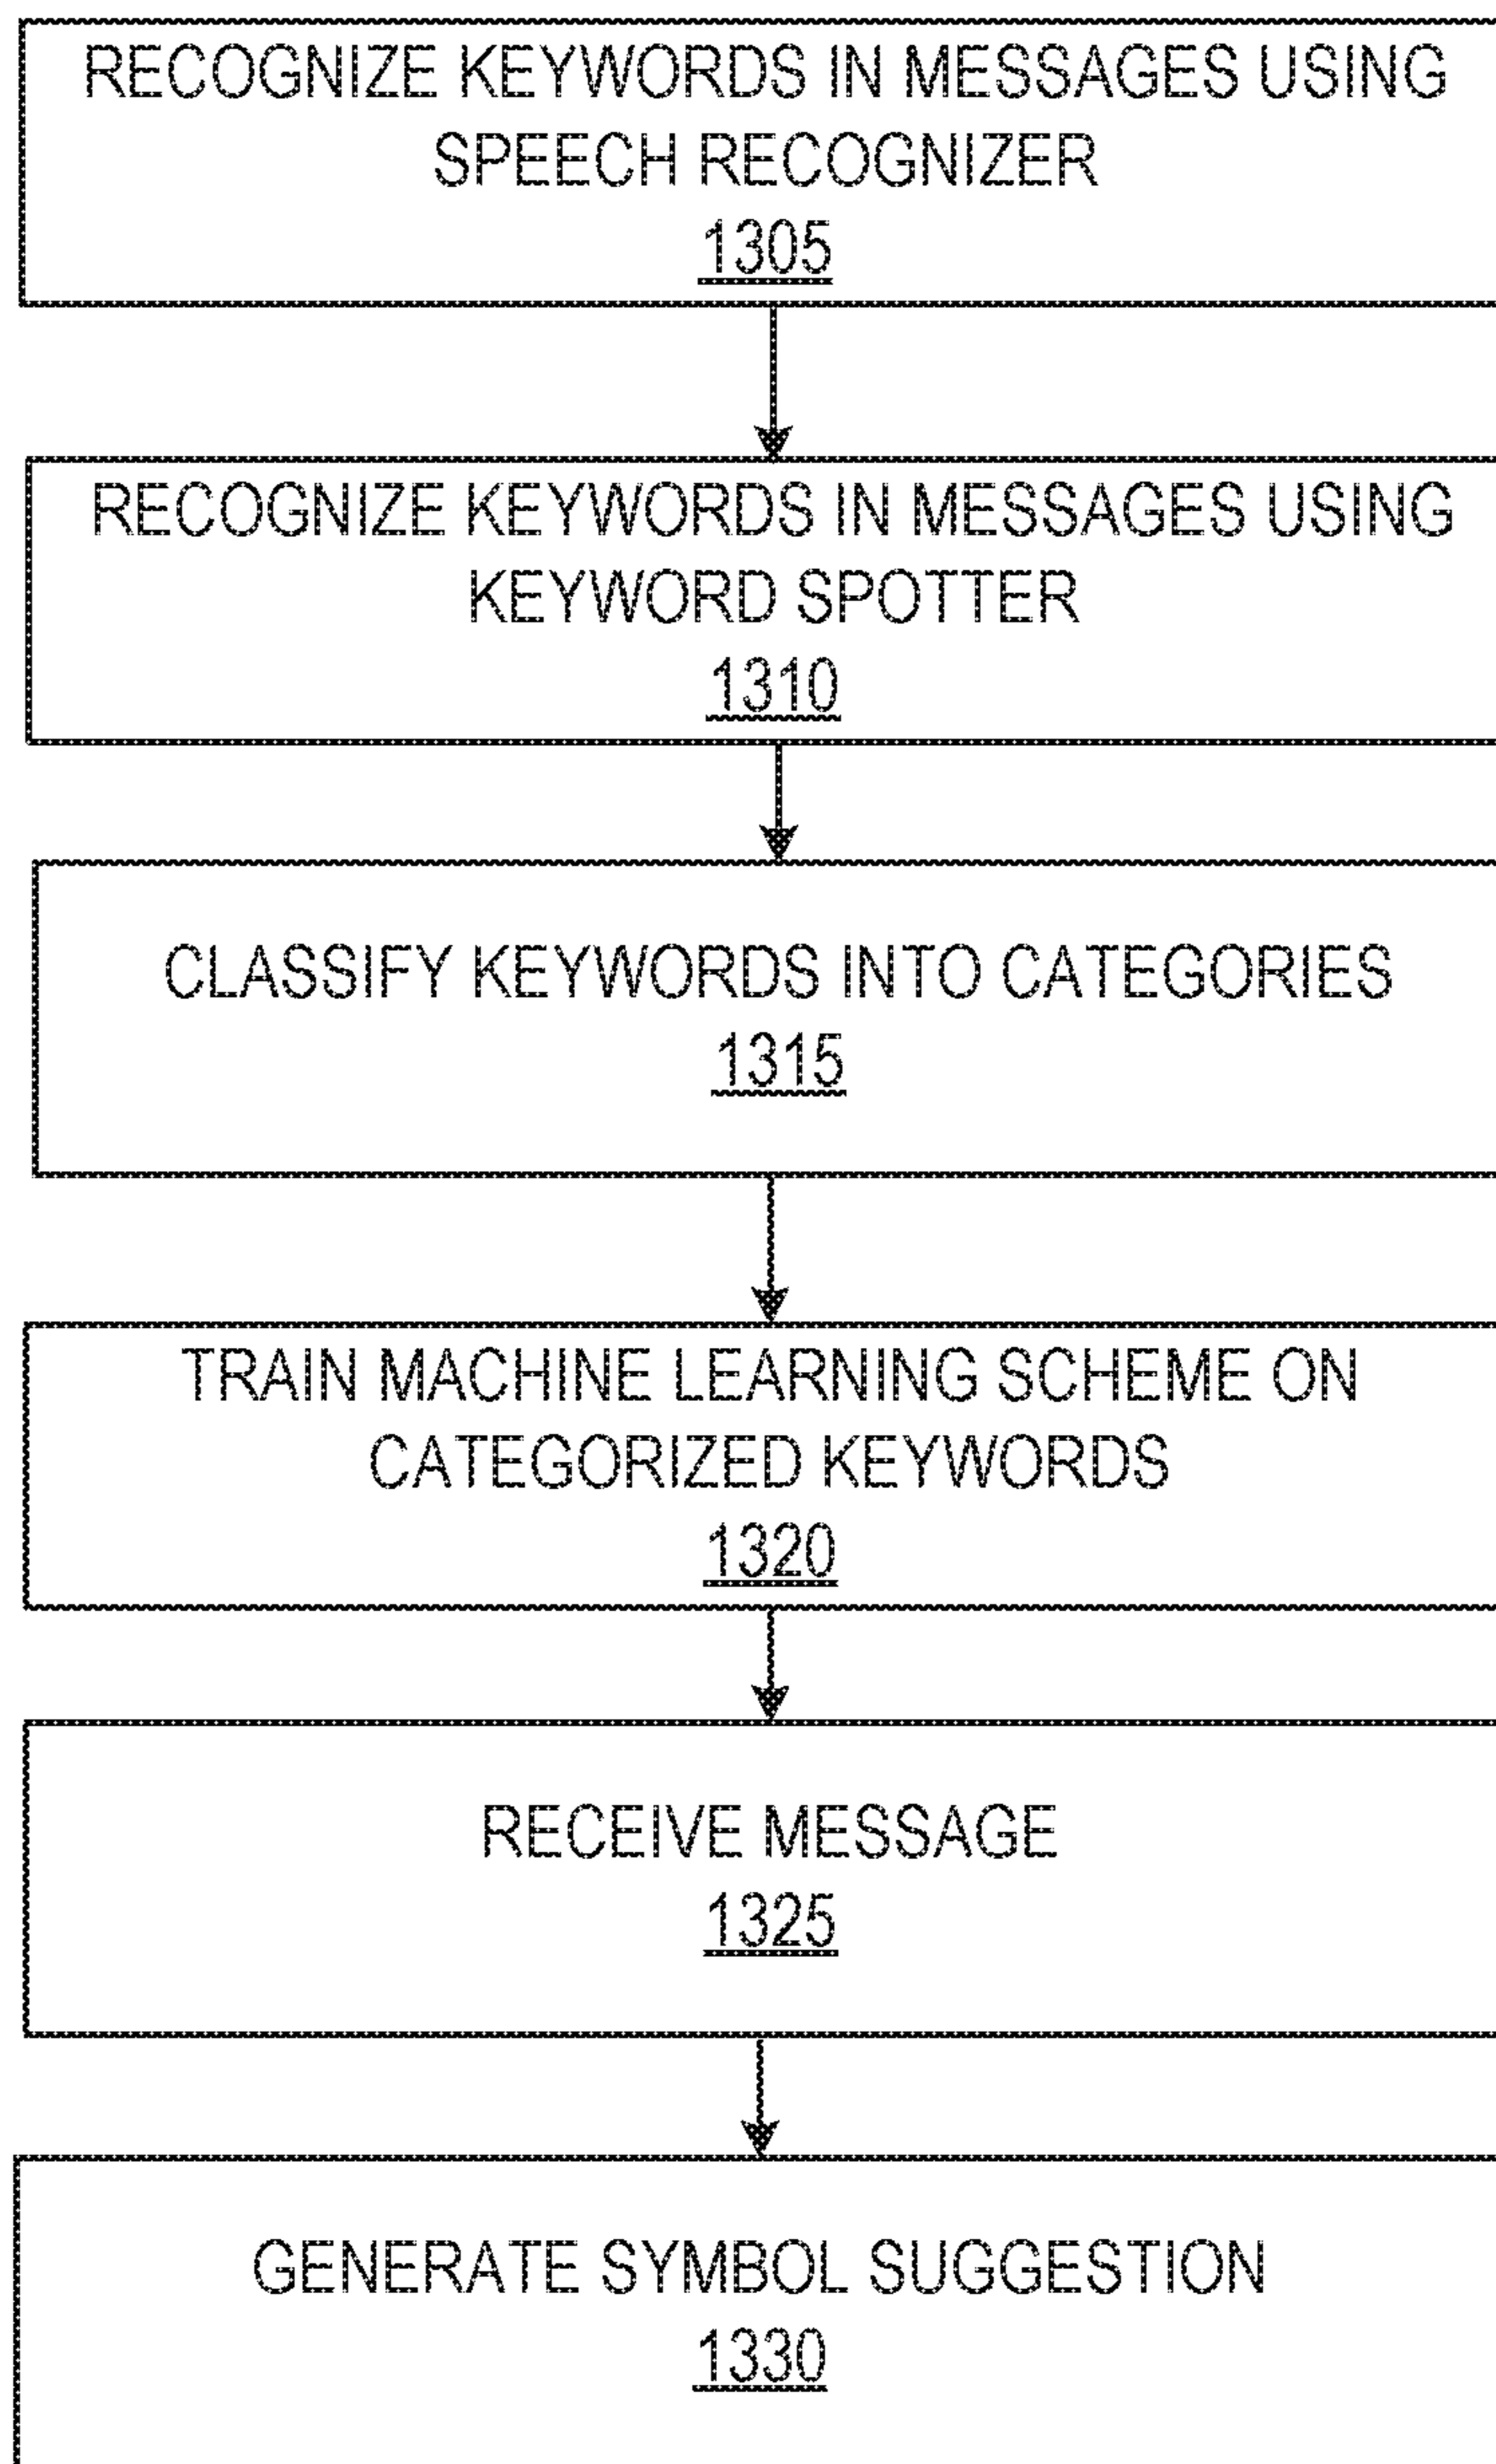 RECOGNIZE KEYWORDS IN MESSAGES USING
SPEECH RECOGNIZER
1305
RECOGNIZE KEYWORDS IN MESSAGES USING
KEYWORD SPOTTER
1310
CLASSIFY KEYWORDS INTO CATEGORIES
1315
TRAIN MACHINE LEARNING SCHEME ON
CATEGORIZED KEYWORDS
1320
RECEIVE MESSAGE
1325
GENERATE SYMBOL SUGGESTION
1330